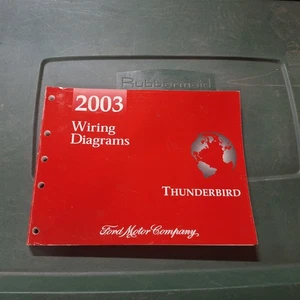 Rubbermaid
2003
Wiring
Diagrams
THUNDERBIRD
Ford Motor Company